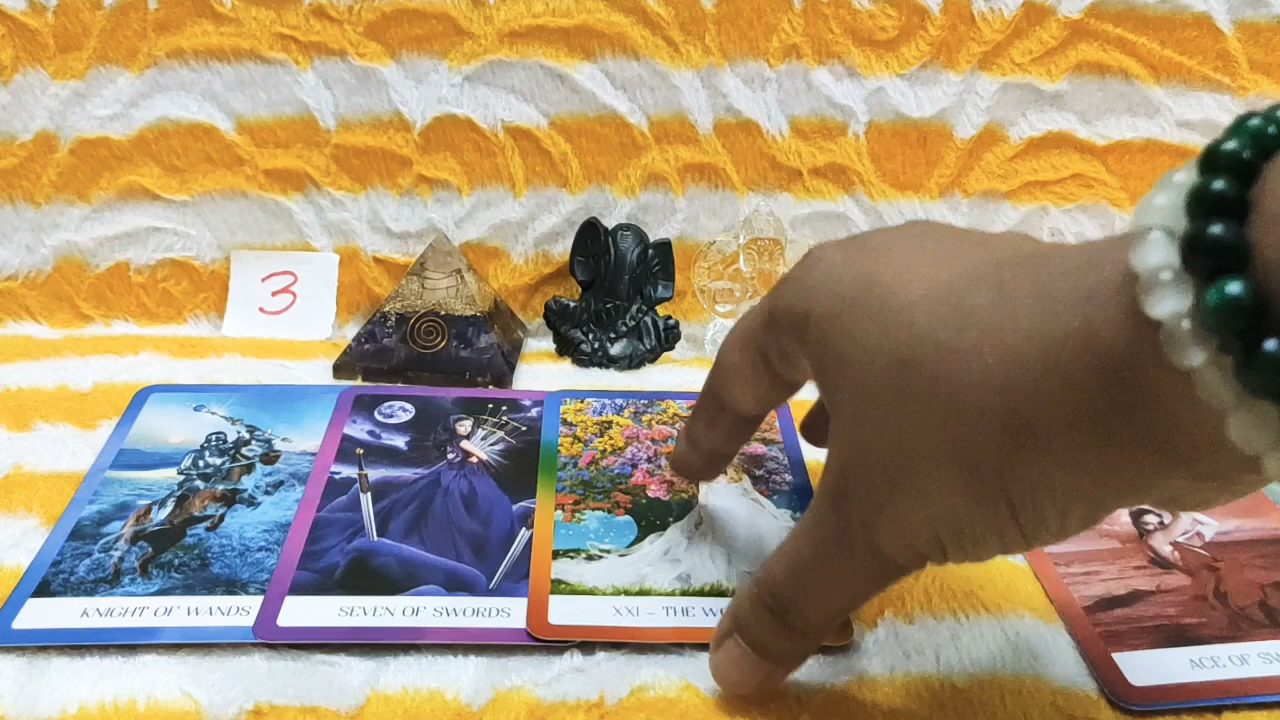 3
KNIGHT OF WANDS
SEVEN OF SWORDS
XXI – THE WO
ACE OF SW